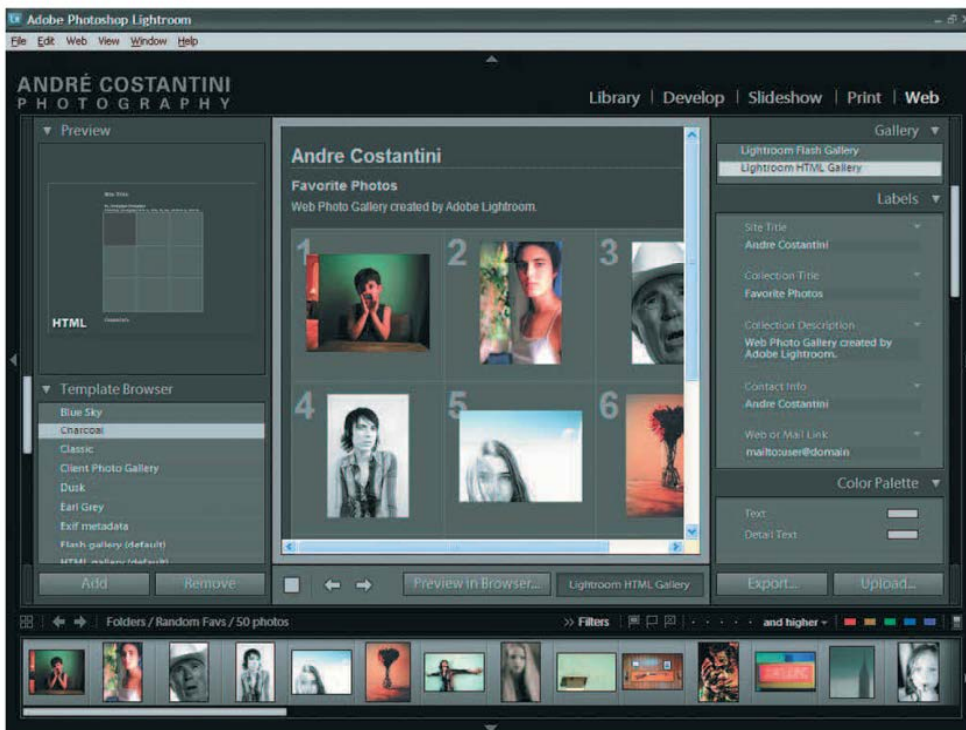 Adobe Photoshop Lightroom
File Edit Web View Window Help
ANDRÉ COSTANTINI
PHOTOGRAPHY
Library | Develop | Slideshow | Print | Web
Preview
Site Title
HTML
Template Browser
Blue Sky
Charcoal
Classic
Client Photo Gallery
Dusk
Earl Grey
Exif metadata
Flash gallery (default)
HTML gallery (default)
Add Remove
Andre Costantini
Favorite Photos
Web Photo Gallery created by Adobe Lightroom.
1 2 3
4 5 6
Preview in Browser... Lightroom HTML Gallery
Gallery
Lightroom Flash Gallery
Lightroom HTML Gallery
Labels
Site Title
Andre Costantini
Collection Title
Favorite Photos
Collection Description
Web Photo Gallery created by
Adobe Lightroom.
Contact Info
Andre Costantini
Web or Mail Link
mailto:user@domain
Color Palette
Text
Detail Text
Export... Upload...
Folders / Random Favs / 50 photos >> Filters and higher